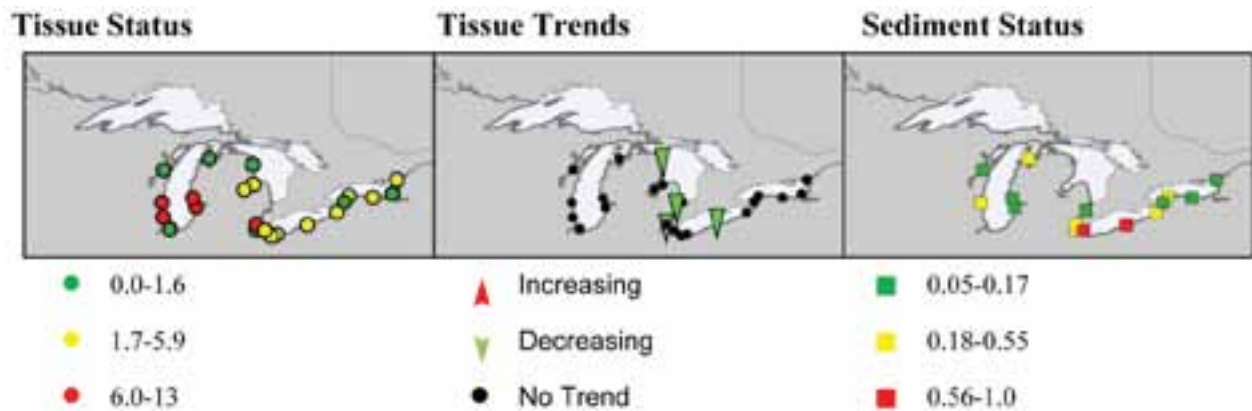 Tissue Status Tissue Trends Sediment Status
0.0-1.6 Increasing 0.05-0.17
1.7-5.9 Decreasing 0.18-0.55
6.0-13 No Trend 0.56-1.0